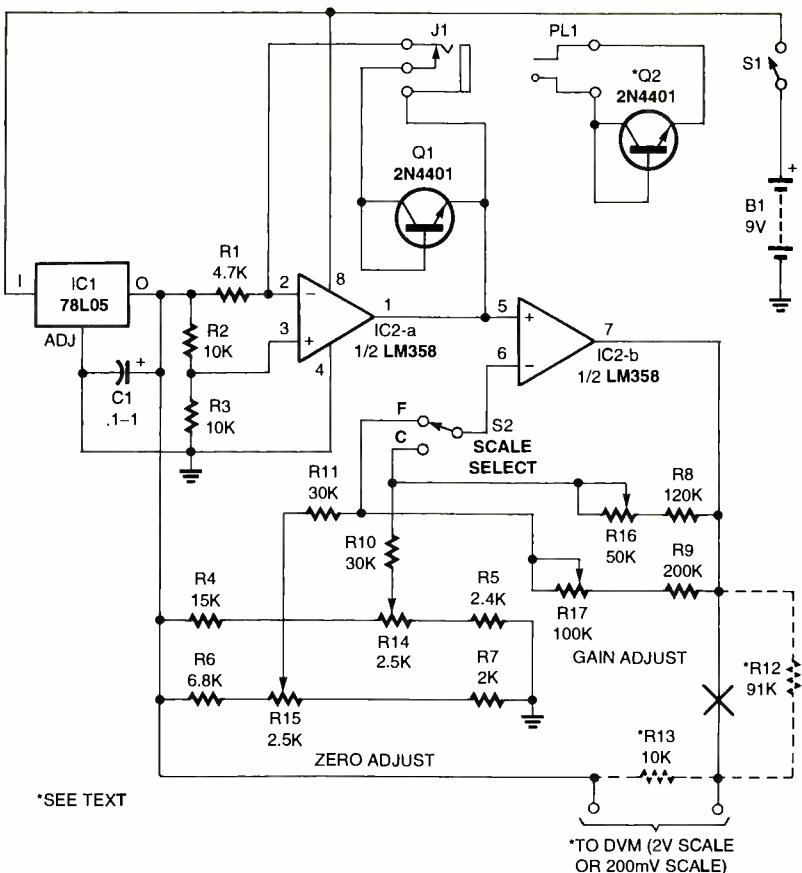 J1
PL1
S1
*Q2
2N4401
Q1
2N4401
+
B1
9V
I
IC1
78L05
O
ADJ
R1
4.7K
2
−
8
3
+
4
1
IC2-a
1/2 LM358
5
+
6
−
7
IC2-b
1/2 LM358
R2
10K
+
C1
.1–1
R3
10K
F
C
S2
SCALE
SELECT
R11
30K
R8
120K
R16
50K
R10
30K
R9
200K
R4
15K
R5
2.4K
R17
100K
R14
2.5K
GAIN ADJUST
R6
6.8K
R7
2K
*R12
91K
R15
2.5K
*R13
10K
ZERO ADJUST
*SEE TEXT
*TO DVM (2V SCALE
OR 200mV SCALE)